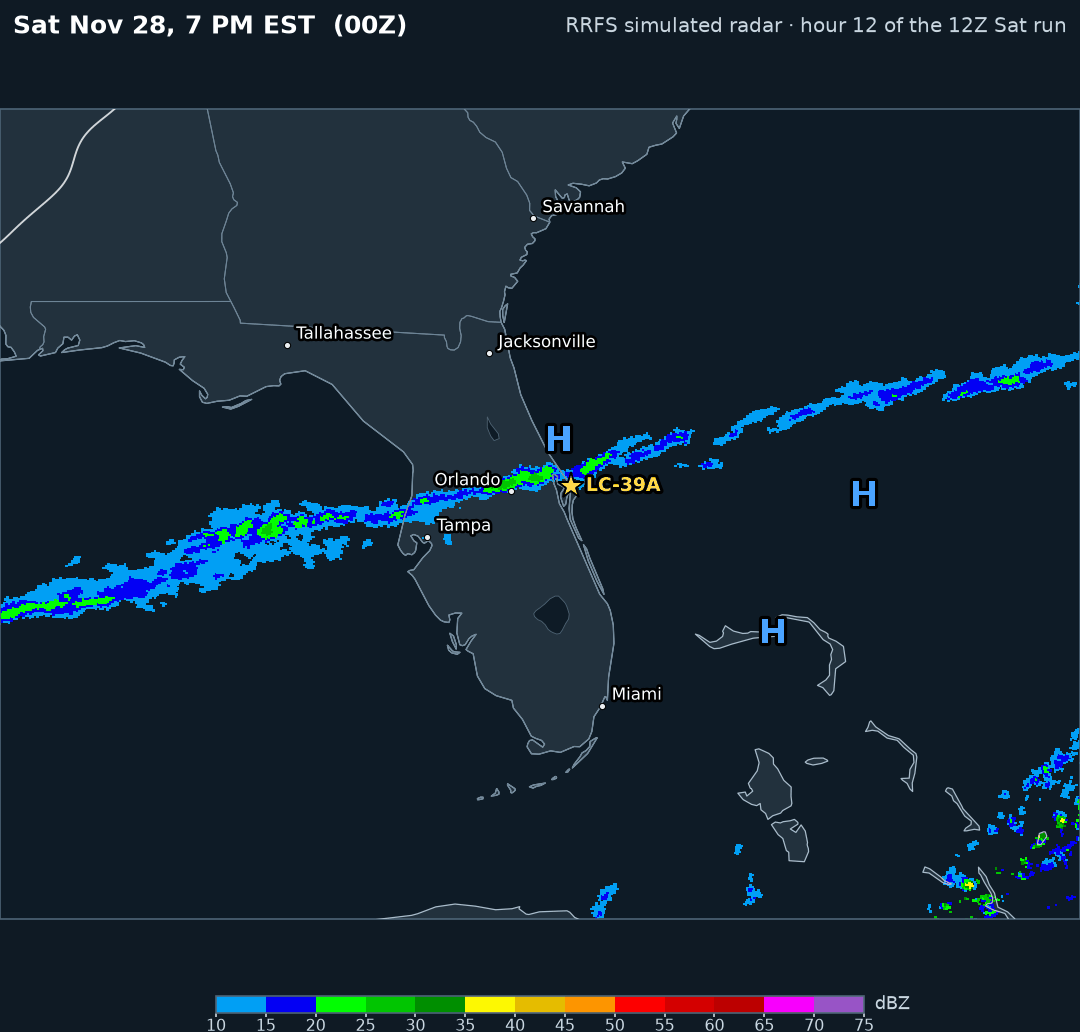 Sat Nov 28, 7 PM EST (00Z)
RRFS simulated radar · hour 12 of the 12Z Sat run
Savannah
Tallahassee
Jacksonville
H
Orlando
LC-39A
H
Tampa
H
Miami
dBZ
10 15 20 25 30 35 40 45 50 55 60 65 70 75